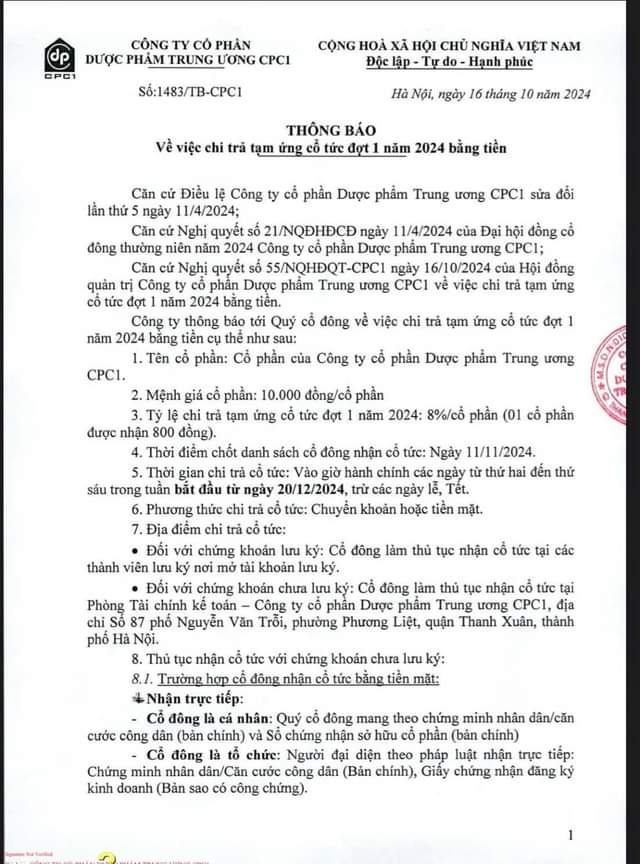 CÔNG TY CỔ PHẦN
DƯỢC PHẨM TRUNG ƯƠNG CPC1
CỘNG HOÀ XÃ HỘI CHỦ NGHĨA VIỆT NAM
Độc lập - Tự do - Hạnh phúc
dp
CPC1
Số:1483/TB-CPC1
Hà Nội, ngày 16 tháng 10 năm 2024
THÔNG BÁO
Về việc chi trả tạm ứng cổ tức đợt 1 năm 2024 bằng tiền
Căn cứ Điều lệ Công ty cổ phần Dược phẩm Trung ương CPC1 sửa đổi
lần thứ 5 ngày 11/4/2024;
Căn cứ Nghị quyết số 21/NQĐHĐCĐ ngày 11/4/2024 của Đại hội đồng cổ
đông thường niên năm 2024 Công ty cổ phần Dược phẩm Trung ương CPC1;
Căn cứ Nghị quyết số 55/NQHĐQT-CPC1 ngày 16/10/2024 của Hội đồng
quản trị Công ty cổ phần Dược phẩm Trung ương CPC1 về việc chi trả tạm ứng
cổ tức đợt 1 năm 2024 bằng tiền.
Công ty thông báo tới Quý cổ đông về việc chi trả tạm ứng cổ tức đợt 1
năm 2024 bằng tiền cụ thể như sau:
1. Tên cổ phần: Cổ phần của Công ty cổ phần Dược phẩm Trung ương
CPC1.
2. Mệnh giá cổ phần: 10.000 đồng/cổ phần
3. Tỷ lệ chi trả tạm ứng cổ tức đợt 1 năm 2024: 8%/cổ phần (01 cổ phần
được nhận 800 đồng).
4. Thời điểm chốt danh sách cổ đông nhận cổ tức: Ngày 11/11/2024.
5. Thời gian chi trả cổ tức: Vào giờ hành chính các ngày từ thứ hai đến thứ
sáu trong tuần bắt đầu từ ngày 20/12/2024, trừ các ngày lễ, Tết.
6. Phương thức chi trả cổ tức: Chuyển khoản hoặc tiền mặt.
7. Địa điểm chi trả cổ tức:
• Đối với chứng khoán lưu ký: Cổ đông làm thủ tục nhận cổ tức tại các
thành viên lưu ký nơi mở tài khoản lưu ký.
• Đối với chứng khoán chưa lưu ký: Cổ đông làm thủ tục nhận cổ tức tại
Phòng Tài chính kế toán – Công ty cổ phần Dược phẩm Trung ương CPC1, địa
chỉ Số 87 phố Nguyễn Văn Trỗi, phường Phương Liệt, quận Thanh Xuân, thành
phố Hà Nội.
8. Thủ tục nhận cổ tức với chứng khoán chưa lưu ký:
8.1. Trường hợp cổ đông nhận cổ tức bằng tiền mặt:
Nhận trực tiếp:
- Cổ đông là cá nhân: Quý cổ đông mang theo chứng minh nhân dân/căn
cước công dân (bản chính) và Sổ chứng nhận sở hữu cổ phần (bản chính)
- Cổ đông là tổ chức: Người đại diện theo pháp luật nhận trực tiếp:
Chứng minh nhân dân/Căn cước công dân (Bản chính), Giấy chứng nhận đăng ký
kinh doanh (Bản sao có công chứng).
1
Signature Not Verified